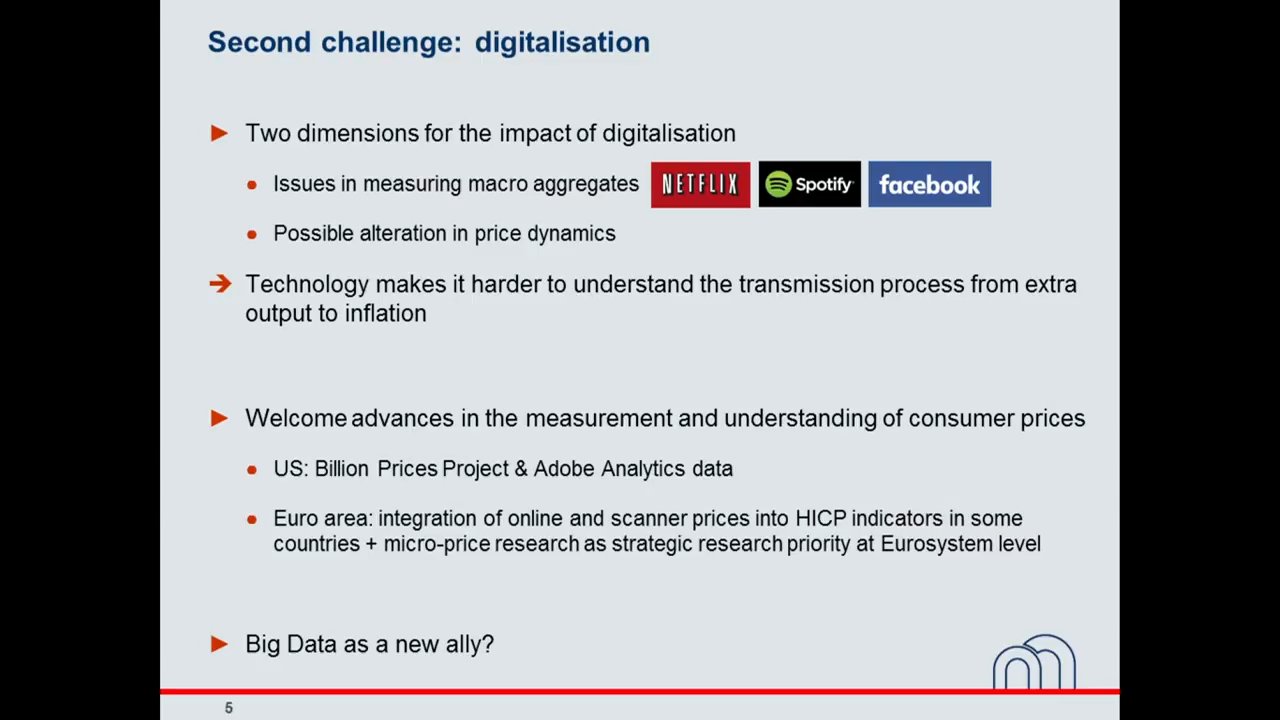 Second challenge: digitalisation
Two dimensions for the impact of digitalisation
Issues in measuring macro aggregates NETFLIX Spotify facebook
Possible alteration in price dynamics
Technology makes it harder to understand the transmission process from extra
output to inflation
Welcome advances in the measurement and understanding of consumer prices
US: Billion Prices Project & Adobe Analytics data
Euro area: integration of online and scanner prices into HICP indicators in some
countries + micro-price research as strategic research priority at Eurosystem level
Big Data as a new ally?
5